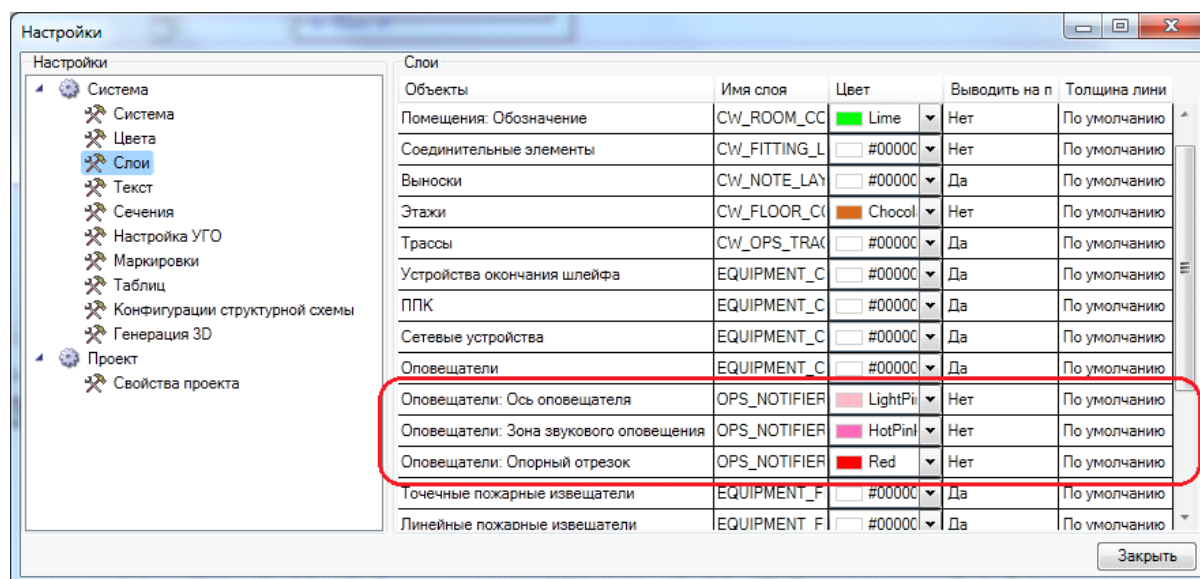 Настройки
Настройки
Система
Система
Цвета
Слои
Текст
Сечения
Настройка УГО
Маркировки
Таблиц
Конфигурации структурной схемы
Генерация 3D
Проект
Свойства проекта
Слои
Объекты Имя слоя Цвет Выводить на п Толщина лини
Помещения: Обозначение CW_ROOM_CC Lime Нет По умолчанию
Соединительные элементы CW_FITTING_L #00000 Нет По умолчанию
Выноски CW_NOTE_LAY #00000 Да По умолчанию
Этажи CW_FLOOR_C( Chocol Нет По умолчанию
Трассы CW_OPS_TRA( #00000 Да По умолчанию
Устройства окончания шлейфа EQUIPMENT_C #00000 Да По умолчанию
ППК EQUIPMENT_C #00000 Да По умолчанию
Сетевые устройства EQUIPMENT_C #00000 Да По умолчанию
Оповещатели EQUIPMENT_C #00000 Да По умолчанию
Оповещатели: Ось оповещателя OPS_NOTIFIER LightPi Нет По умолчанию
Оповещатели: Зона звукового оповещения OPS_NOTIFIER HotPink Нет По умолчанию
Оповещатели: Опорный отрезок OPS_NOTIFIER Red Нет По умолчанию
Точечные пожарные извещатели EQUIPMENT_F #00000 Да По умолчанию
Линейные пожарные извещатели EQUIPMENT_F #00000 Да По умолчанию
Закрыть